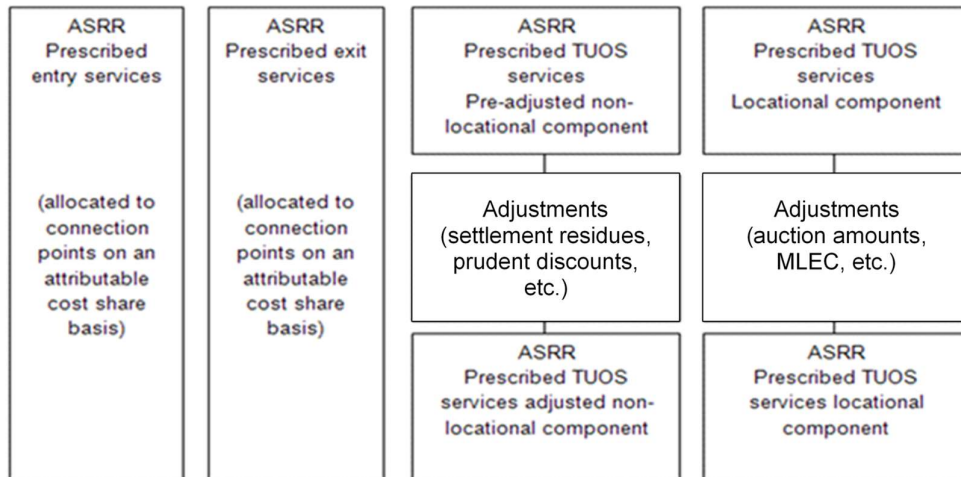 ASRR
Prescribed
entry services
(allocated to
connection
points on an
attributable
cost share
basis)
ASRR
Prescribed exit
services
(allocated to
connection
points on an
attributable
cost share
basis)
ASRR
Prescribed TUOS
services
Pre-adjusted non-
locational component
Adjustments
(settlement residues,
prudent discounts,
etc.)
ASRR
Prescribed TUOS
services adjusted non-
locational component
ASRR
Prescribed TUOS
services
Locational component
Adjustments
(auction amounts,
MLEC, etc.)
ASRR
Prescribed TUOS
services locational
component